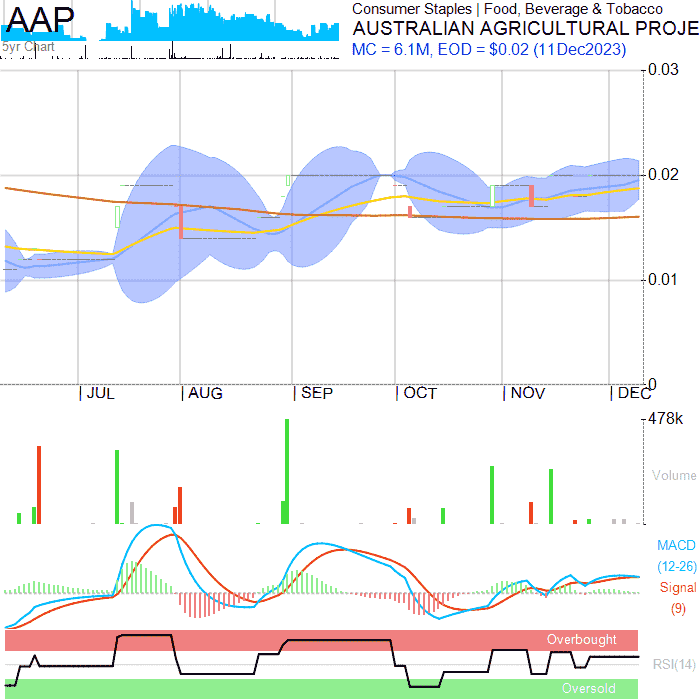 AAP
5yr Chart
Consumer Staples | Food, Beverage & Tobacco
AUSTRALIAN AGRICULTURAL PROJE
MC = 6.1M, EOD = $0.02 (11Dec2023)
0.03
0.02
0.01
0
JUL AUG SEP OCT NOV DEC
478k
Volume
MACD
(12-26)
Signal
(9)
Overbought
RSI(14)
Oversold